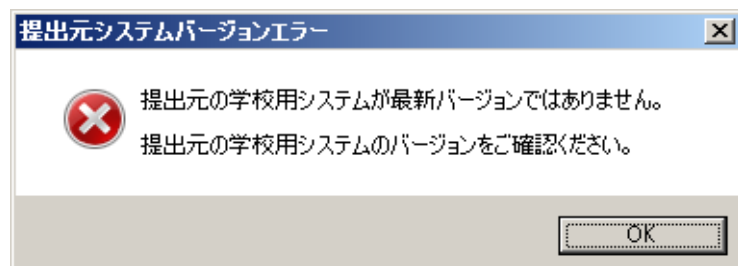 提出元システムバージョンエラー
提出元の学校用システムが最新バージョンではありません。
提出元の学校用システムのバージョンをご確認ください。
OK